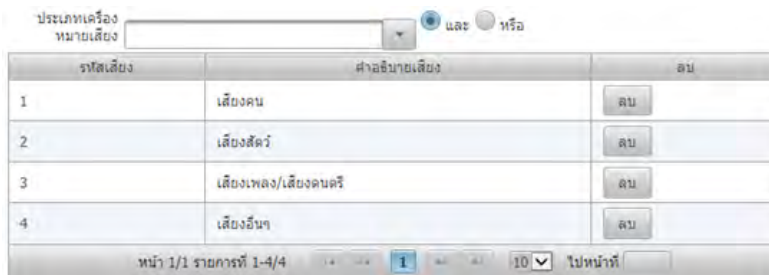 ประเภทเครื่อง
หมายเสียง
และ หรือ
รหัสเสียง คำอธิบายเสียง ลบ
1 เสียงคน ลบ
2 เสียงสัตว์ ลบ
3 เสียงเพลง/เสียงดนตรี ลบ
4 เสียงอื่นๆ ลบ
หน้า 1/1 รายการที่ 1-4/4 1 10 ไปหน้าที่